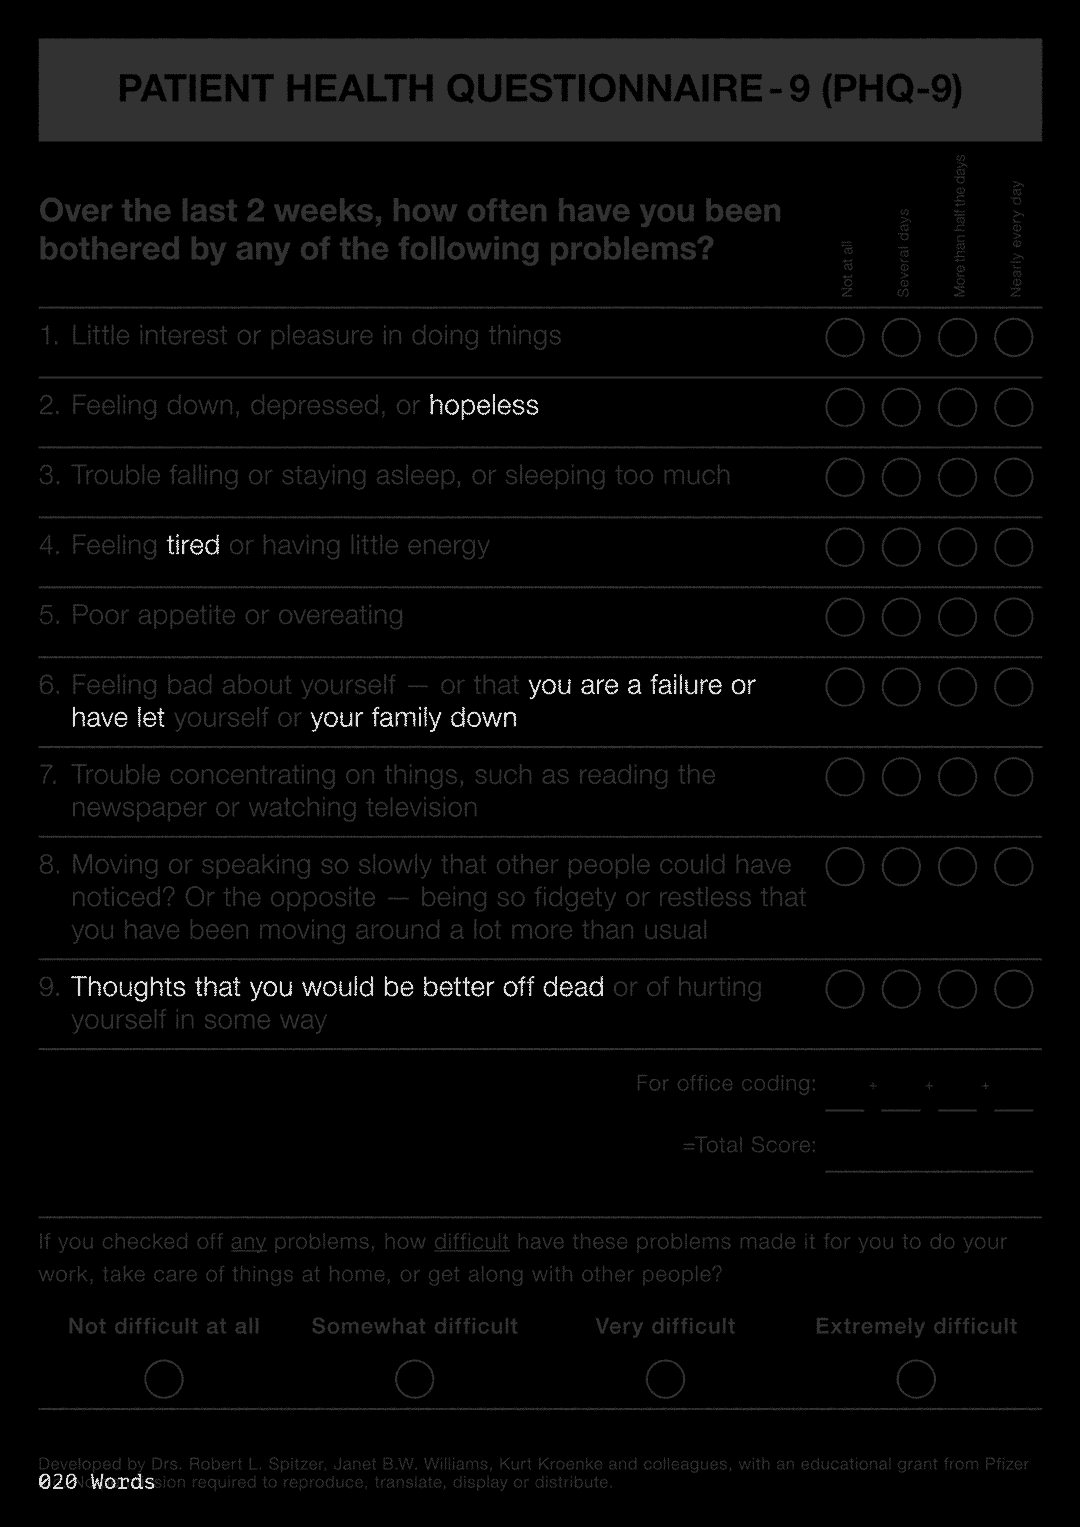 PATIENT HEALTH QUESTIONNAIRE - 9 (PHQ-9)
Over the last 2 weeks, how often have you been
bothered by any of the following problems?
Not at all
Several days
More than half the days
Nearly every day
1. Little interest or pleasure in doing things
2. Feeling down, depressed, or hopeless
3. Trouble falling or staying asleep, or sleeping too much
4. Feeling tired or having little energy
5. Poor appetite or overeating
6. Feeling bad about yourself — or that you are a failure or
have let yourself or your family down
7. Trouble concentrating on things, such as reading the
newspaper or watching television
8. Moving or speaking so slowly that other people could have
noticed? Or the opposite — being so fidgety or restless that
you have been moving around a lot more than usual
9. Thoughts that you would be better off dead or of hurting
yourself in some way
For office coding: + + +
=Total Score:
If you checked off any problems, how difficult have these problems made it for you to do your
work, take care of things at home, or get along with other people?
Not difficult at all Somewhat difficult Very difficult Extremely difficult
Developed by Drs. Robert L. Spitzer, Janet B.W. Williams, Kurt Kroenke and colleagues, with an educational grant from Pfizer
required to reproduce, translate, display or distribute.
020 Words